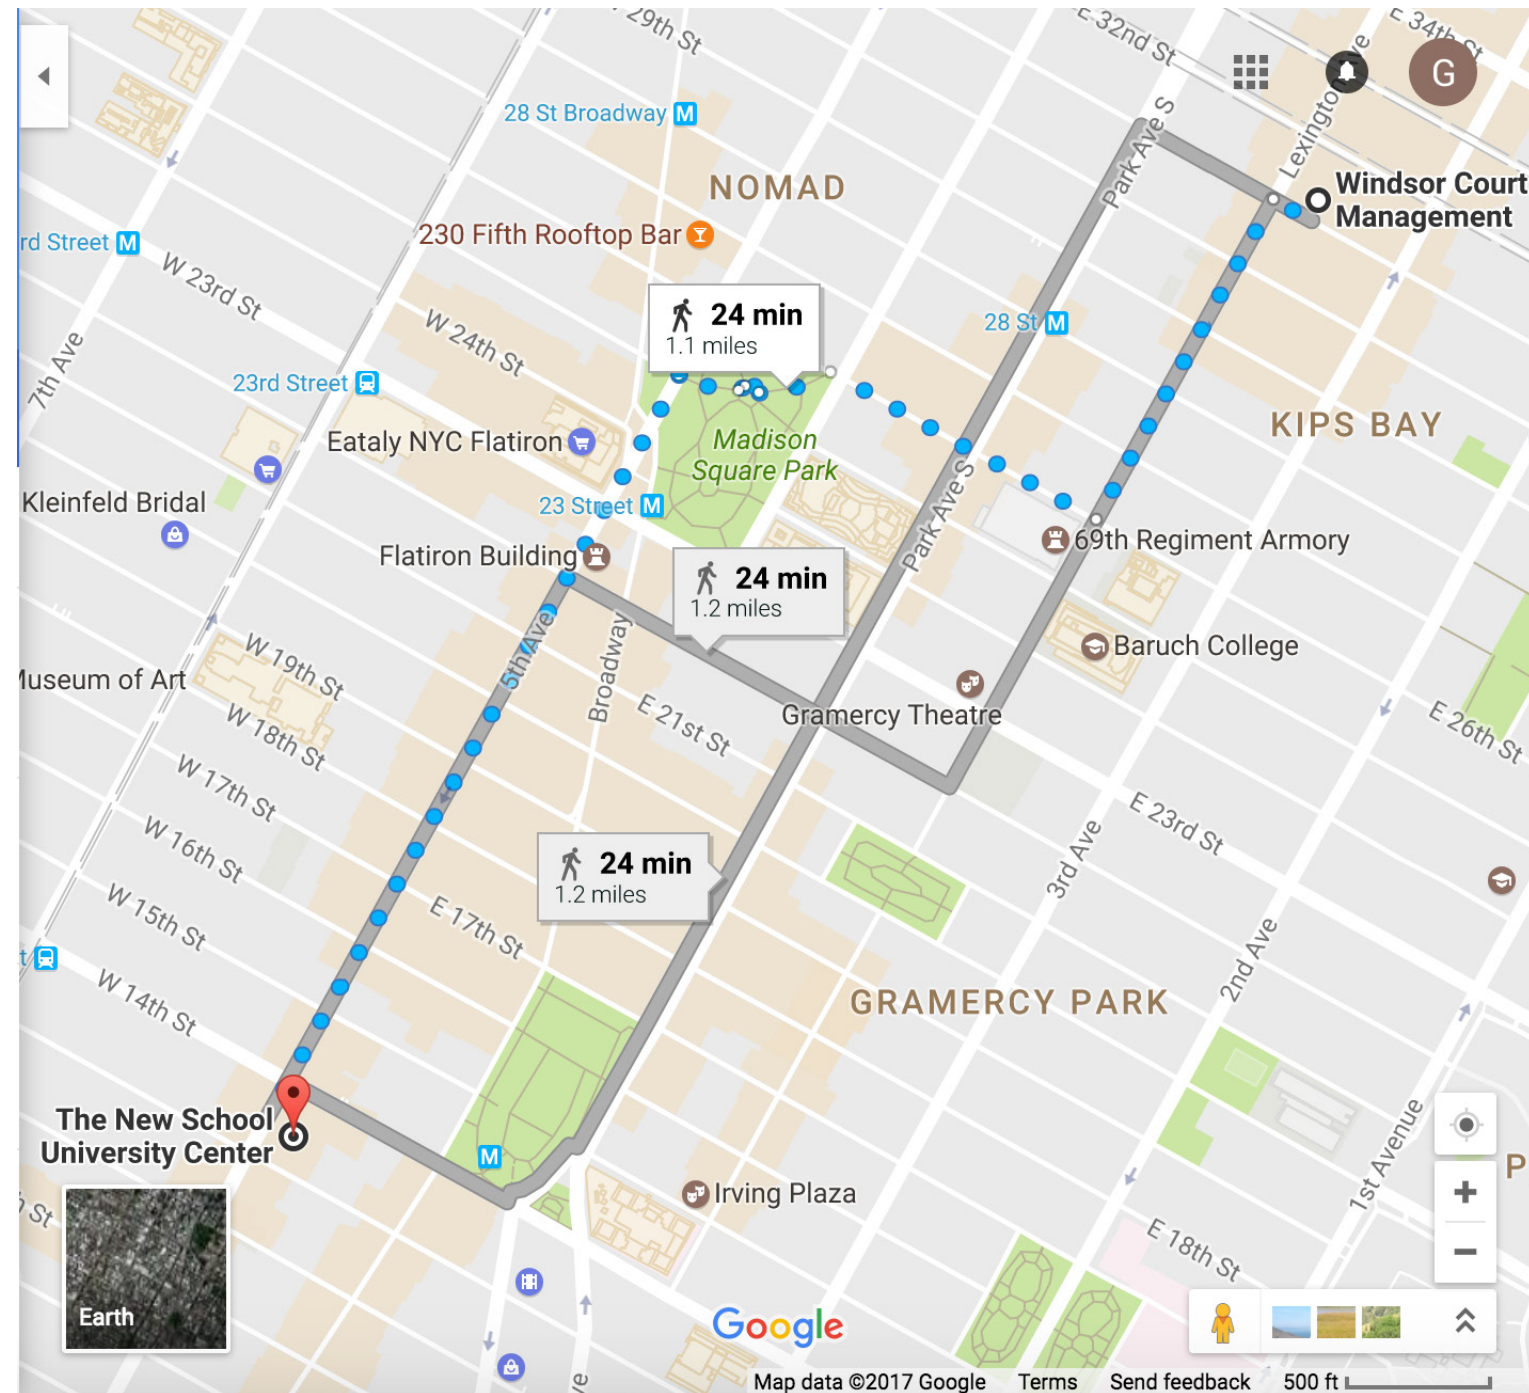 29th St
E 32nd St
E 34th St
G
28 St Broadway M
Park Ave S
Lexington Ave
NOMAD
Windsor Court
Management
rd Street M
230 Fifth Rooftop Bar
W 23rd St
24 min
1.1 miles
28 St M
W 24th St
7th Ave
23rd Street
KIPS BAY
Eataly NYC Flatiron
Madison
Square Park
Kleinfeld Bridal
23 Street M
Park Ave S
Flatiron Building
69th Regiment Armory
24 min
1.2 miles
5th Ave
Broadway
Baruch College
W 19th St
Museum of Art
E 21st St
Gramercy Theatre
E 26th St
W 18th St
W 17th St
E 23rd St
W 16th St
3rd Ave
24 min
1.2 miles
W 15th St
E 17th St
t
2nd Ave
W 14th St
GRAMERCY PARK
The New School
University Center
M
1st Avenue
P
Irving Plaza
h St
E 18th St
Earth
Google
ve
Map data ©2017 Google Terms Send feedback 500 ft